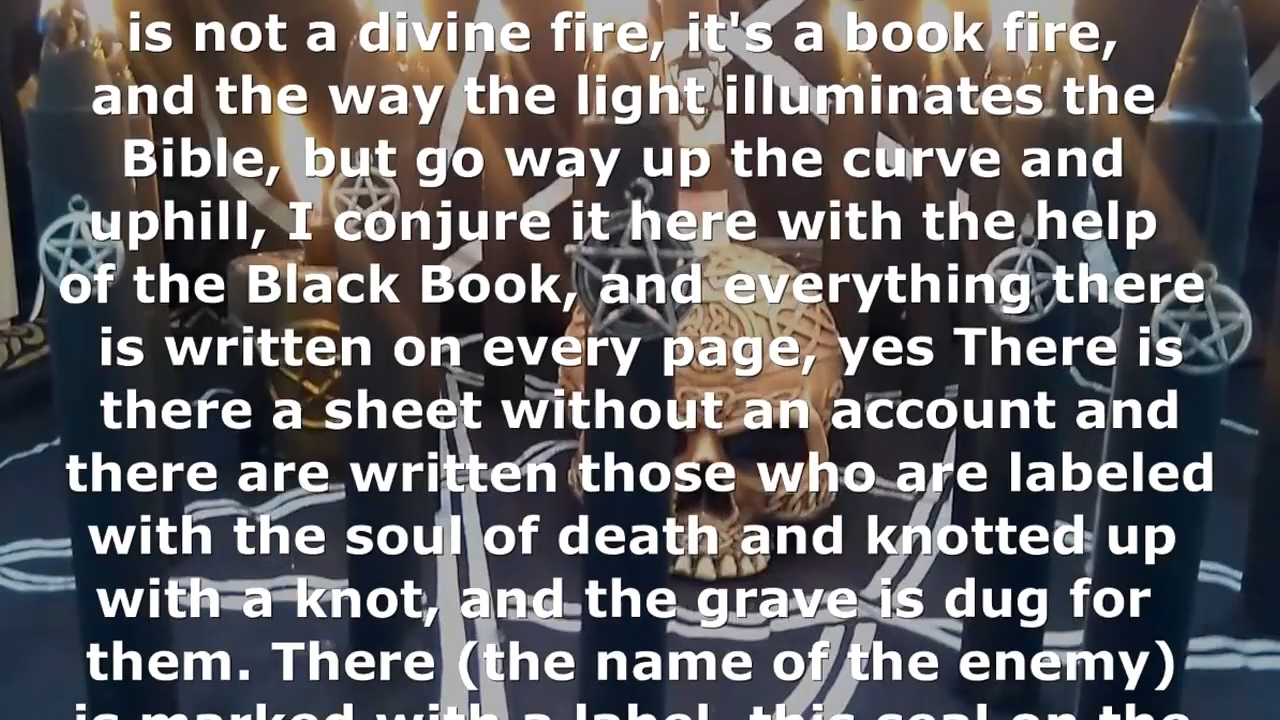 is not a divine fire, it's a book fire,
and the way the light illuminates the
Bible, but go way up the curve and
uphill, I conjure it here with the help
of the Black Book, and everything there
is written on every page, yes There is
there a sheet without an account and
there are written those who are labeled
with the soul of death and knotted up
with a knot, and the grave is dug for
them. There (the name of the enemy)
is marked with a label, this seal on the